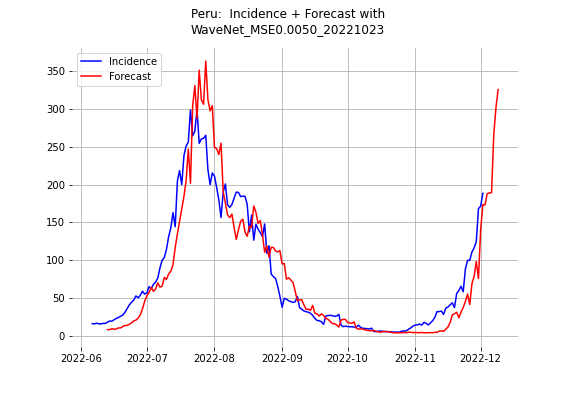 Peru:  Incidence + Forecast with
WaveNet_MSE0.0050_20221023
Incidence
Forecast
350
300
250
200
150
100
50
0
2022-06 2022-07 2022-08 2022-09 2022-10 2022-11 2022-12